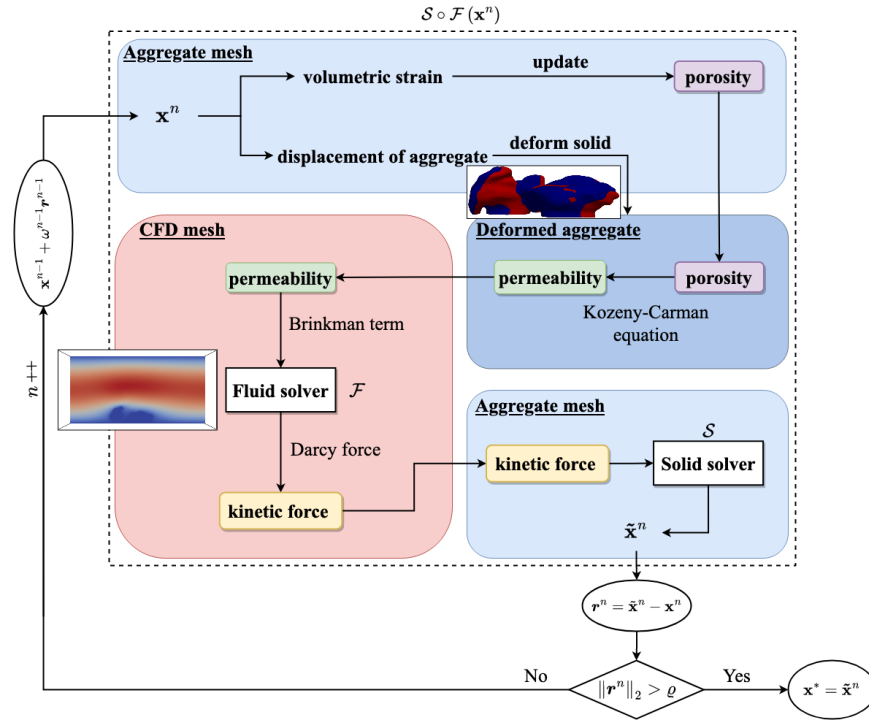 𝒮 ∘ ℱ (𝐱ⁿ)
Aggregate mesh
volumetric strain
update
porosity
𝐱ⁿ
displacement of aggregate
deform solid
𝐱ⁿ⁻¹ + ωⁿ⁻¹𝒓ⁿ⁻¹
n ++
CFD mesh
permeability
Brinkman term
Fluid solver
ℱ
Darcy force
kinetic force
Deformed aggregate
permeability
porosity
Kozeny-Carman
equation
Aggregate mesh
𝒮
kinetic force
Solid solver
𝐱̃ⁿ
𝒓ⁿ = 𝐱̃ⁿ − 𝐱ⁿ
No
‖𝒓ⁿ‖₂ > ϱ
Yes
𝐱* = 𝐱̃ⁿ